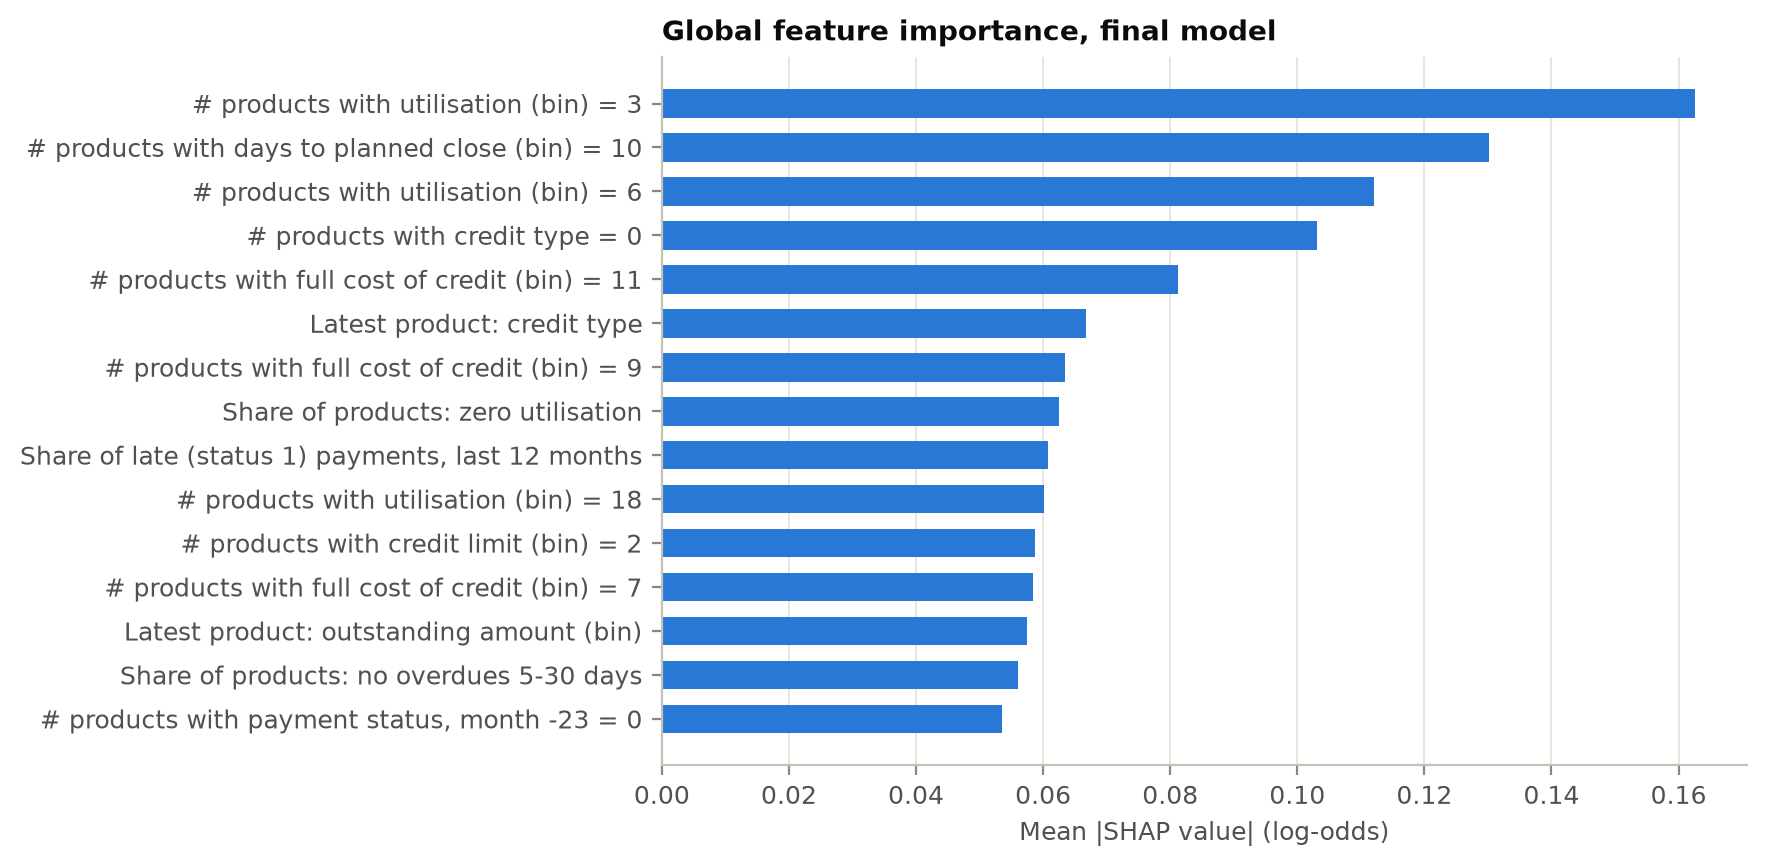 Global feature importance, final model
# products with utilisation (bin) = 3
# products with days to planned close (bin) = 10
# products with utilisation (bin) = 6
# products with credit type = 0
# products with full cost of credit (bin) = 11
Latest product: credit type
# products with full cost of credit (bin) = 9
Share of products: zero utilisation
Share of late (status 1) payments, last 12 months
# products with utilisation (bin) = 18
# products with credit limit (bin) = 2
# products with full cost of credit (bin) = 7
Latest product: outstanding amount (bin)
Share of products: no overdues 5-30 days
# products with payment status, month -23 = 0
0.00 0.02 0.04 0.06 0.08 0.10 0.12 0.14 0.16
Mean |SHAP value| (log-odds)